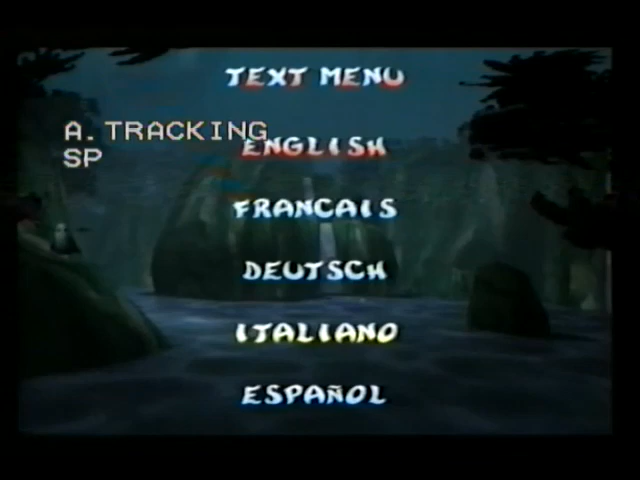 TEXT MENU
A. TRACKING
SP
ENGLISH
FRANCAIS
DEUTSCH
ITALIANO
ESPAÑOL